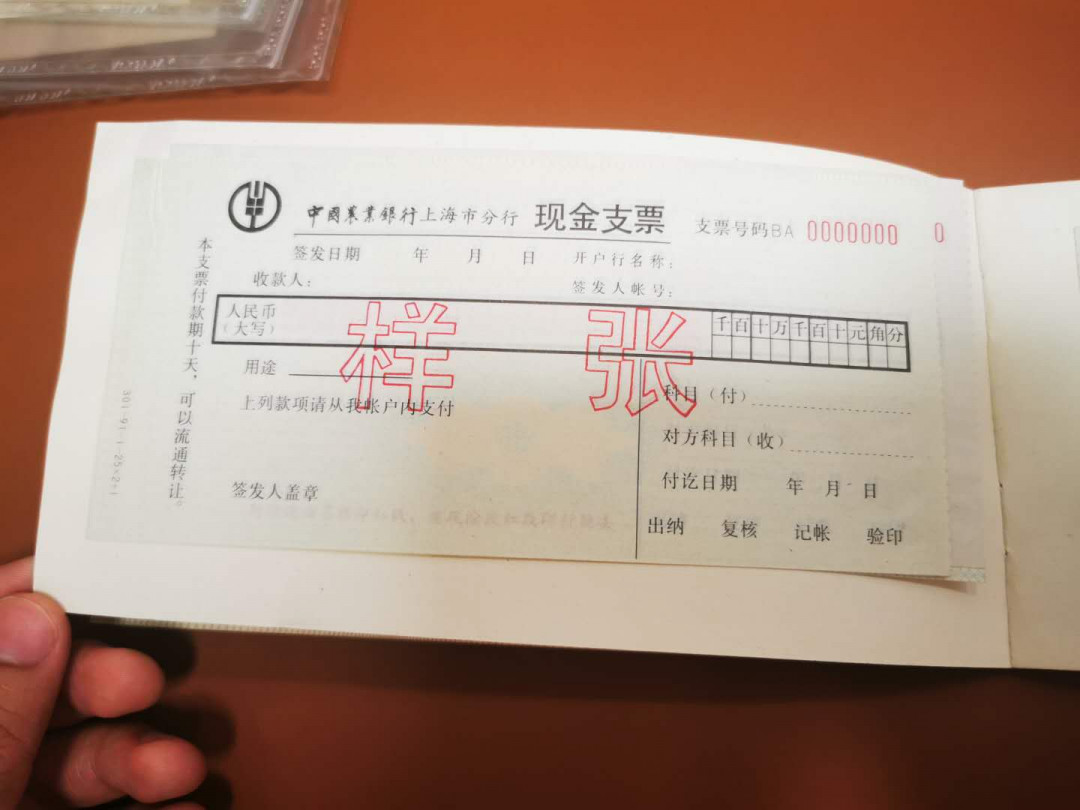 中國农業銀行上海市分行 现金支票 支票号码BA 0000000 0
签发日期 年 月 日 开户行名称：
收款人： 签发人帐号：
人民币
（大写）
千百十万千百十元角分
样 张
用途
上列款项请从我帐户内支付
签发人盖章
科目（付）
对方科目（收）
付讫日期 年 月 日
出纳 复核 记帐 验印
本支票付款期十天，可以流通转让。